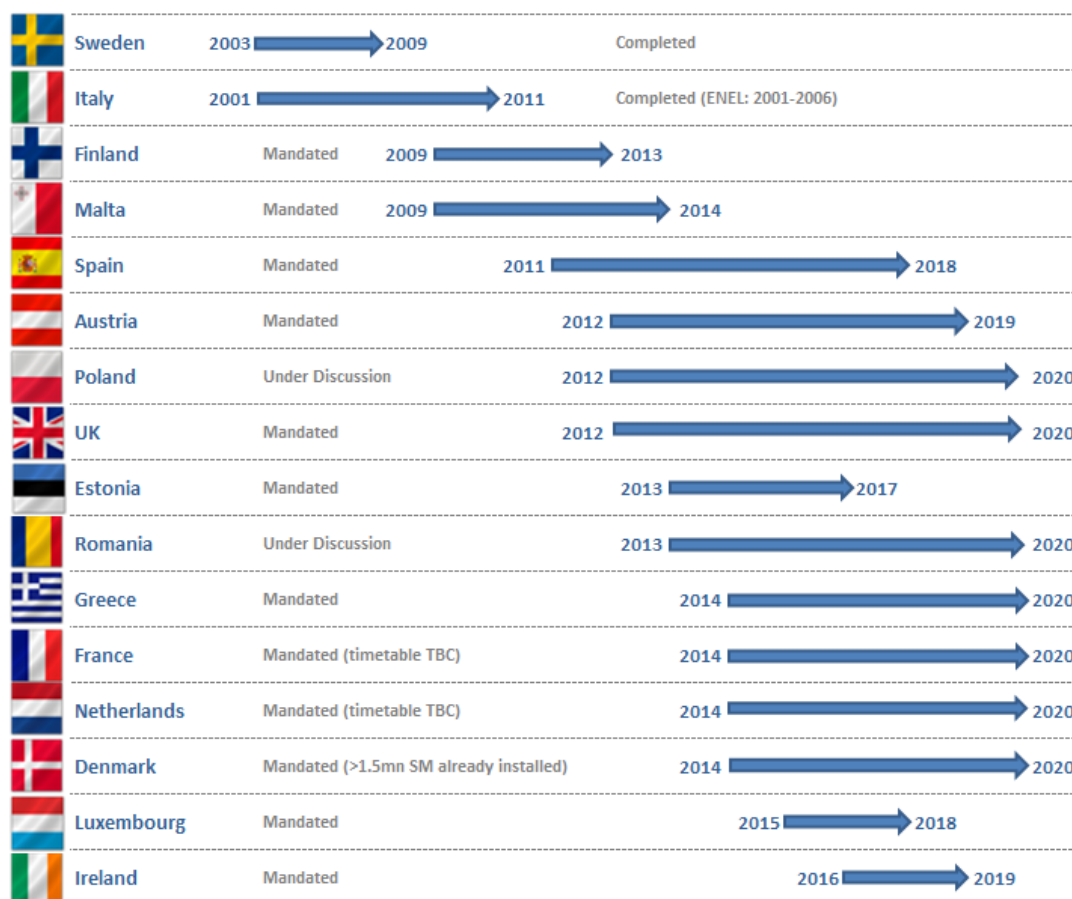 Sweden 2003 2009 Completed
Italy 2001 2011 Completed (ENEL: 2001-2006)
Finland Mandated 2009 2013
Malta Mandated 2009 2014
Spain Mandated 2011 2018
Austria Mandated 2012 2019
Poland Under Discussion 2012 2020
UK Mandated 2012 2020
Estonia Mandated 2013 2017
Romania Under Discussion 2013 2020
Greece Mandated 2014 2020
France Mandated (timetable TBC) 2014 2020
Netherlands Mandated (timetable TBC) 2014 2020
Denmark Mandated (>1.5mn SM already installed) 2014 2020
Luxembourg Mandated 2015 2018
Ireland Mandated 2016 2019